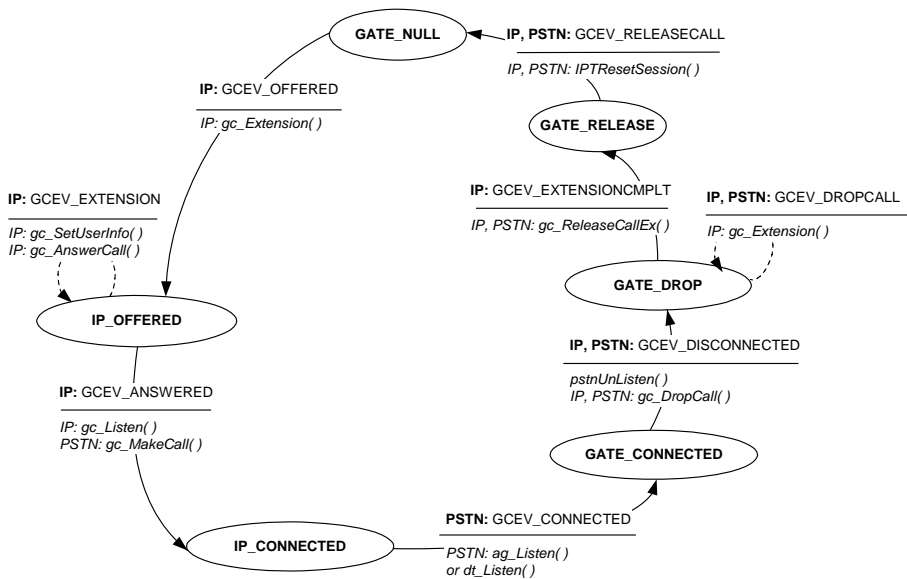 GATE_NULL
IP, PSTN: GCEV_RELEASECALL
IP, PSTN: IPTResetSession( )
IP: GCEV_OFFERED
IP: gc_Extension( )
GATE_RELEASE
IP: GCEV_EXTENSION
IP: gc_SetUserInfo( )
IP: gc_AnswerCall( )
IP: GCEV_EXTENSIONCMPLT
IP, PSTN: gc_ReleaseCallEx( )
IP, PSTN: GCEV_DROPCALL
IP: gc_Extension( )
GATE_DROP
IP_OFFERED
IP, PSTN: GCEV_DISCONNECTED
pstnUnListen( )
IP, PSTN: gc_DropCall( )
IP: GCEV_ANSWERED
IP: gc_Listen( )
PSTN: gc_MakeCall( )
GATE_CONNECTED
PSTN: GCEV_CONNECTED
PSTN: ag_Listen( )
or dt_Listen( )
IP_CONNECTED